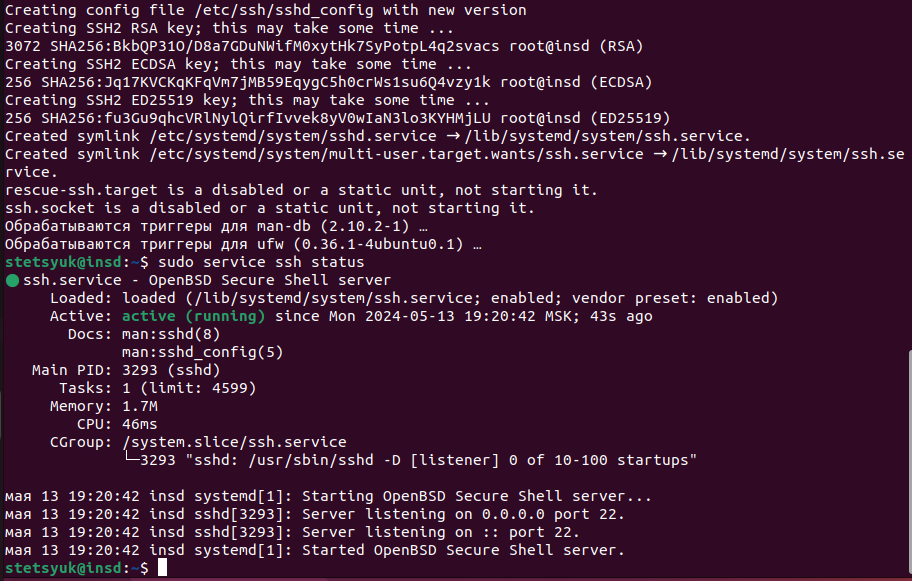 Creating config file /etc/ssh/sshd_config with new version
Creating SSH2 RSA key; this may take some time ...
3072 SHA256:BkbQP31O/D8a7GDuNWifM0xytHk7SyPotpL4q2svacs root@insd (RSA)
Creating SSH2 ECDSA key; this may take some time ...
256 SHA256:Jq17KVCKqKFqVm7jMB59EqygC5h0crWs1su6Q4vzy1k root@insd (ECDSA)
Creating SSH2 ED25519 key; this may take some time ...
256 SHA256:fu3Gu9qhcVRlNylQirfIvvek8yV0wIaN3lo3KYHMjLU root@insd (ED25519)
Created symlink /etc/systemd/system/sshd.service → /lib/systemd/system/ssh.service.
Created symlink /etc/systemd/system/multi-user.target.wants/ssh.service → /lib/systemd/system/ssh.se
rvice.
rescue-ssh.target is a disabled or a static unit, not starting it.
ssh.socket is a disabled or a static unit, not starting it.
Обрабатываются триггеры для man-db (2.10.2-1) …
Обрабатываются триггеры для ufw (0.36.1-4ubuntu0.1) …
stetsyuk@insd:~$ sudo service ssh status
● ssh.service - OpenBSD Secure Shell server
     Loaded: loaded (/lib/systemd/system/ssh.service; enabled; vendor preset: enabled)
     Active: active (running) since Mon 2024-05-13 19:20:42 MSK; 43s ago
       Docs: man:sshd(8)
             man:sshd_config(5)
   Main PID: 3293 (sshd)
      Tasks: 1 (limit: 4599)
     Memory: 1.7M
        CPU: 46ms
     CGroup: /system.slice/ssh.service
             └─3293 "sshd: /usr/sbin/sshd -D [listener] 0 of 10-100 startups"
мая 13 19:20:42 insd systemd[1]: Starting OpenBSD Secure Shell server...
мая 13 19:20:42 insd sshd[3293]: Server listening on 0.0.0.0 port 22.
мая 13 19:20:42 insd sshd[3293]: Server listening on :: port 22.
мая 13 19:20:42 insd systemd[1]: Started OpenBSD Secure Shell server.
stetsyuk@insd:~$